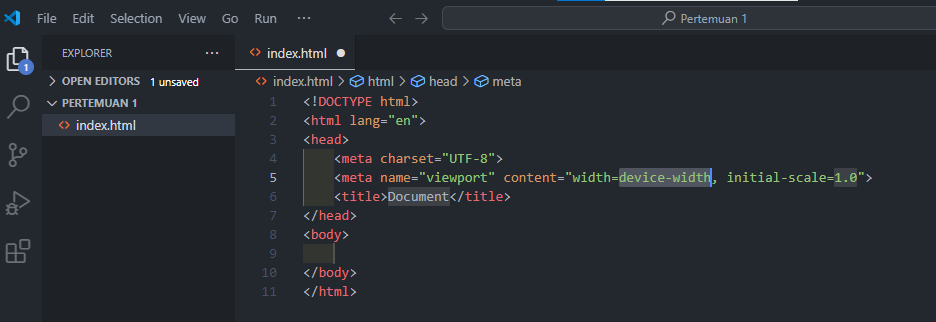 File Edit Selection View Go Run ···
Pertemuan 1
EXPLORER ···
index.html
1
OPEN EDITORS 1 unsaved
index.html > html > head > meta
PERTEMUAN 1
index.html
1 <!DOCTYPE html>
2 <html lang="en">
3 <head>
4 <meta charset="UTF-8">
5 <meta name="viewport" content="width=device-width, initial-scale=1.0">
6 <title>Document</title>
7 </head>
8 <body>
9
10 </body>
11 </html>